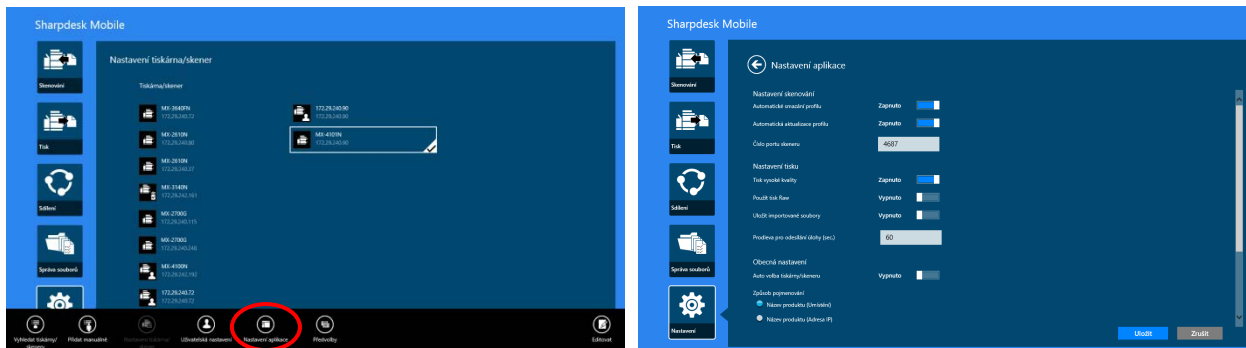 Sharpdesk Mobile
Skenování
Tisk
Sdílení
Správa souborů
Nastavení tiskárna/skener
Tiskárna/skener
MX-3640FN
172.29.240.72
MX-2610N
172.29.240.80
MX-2610N
172.29.240.37
MX-3140N
172.29.242.161
MX-2700G
172.29.240.115
MX-2700G
172.29.240.248
MX-4100N
172.29.242.192
172.29.240.72
172.29.240.72
172.29.240.90
172.29.240.90
MX-4101N
172.29.240.90
Vyhledat tiskárny/
skenery
Přidat manuálně
Uživatelská nastavení
Nastavení aplikace
Předvolby
Editovat
Sharpdesk Mobile
Skenování
Tisk
Sdílení
Správa souborů
Nastavení
Nastavení aplikace
Nastavení skenování
Automatické smazání profilu Zapnuto
Automatická aktualizace profilu Zapnuto
Číslo portu skeneru 4687
Nastavení tisku
Tisk vysoké kvality Zapnuto
Použít tisk Raw Vypnuto
Uložit importované soubory Vypnuto
Prodleva pro odesílání úlohy (sec.) 60
Obecná nastavení
Auto volba tiskárny/skeneru Vypnuto
Způsob pojmenování
Název produktu (Umístění)
Název produktu (Adresa IP)
Uložit Zrušit